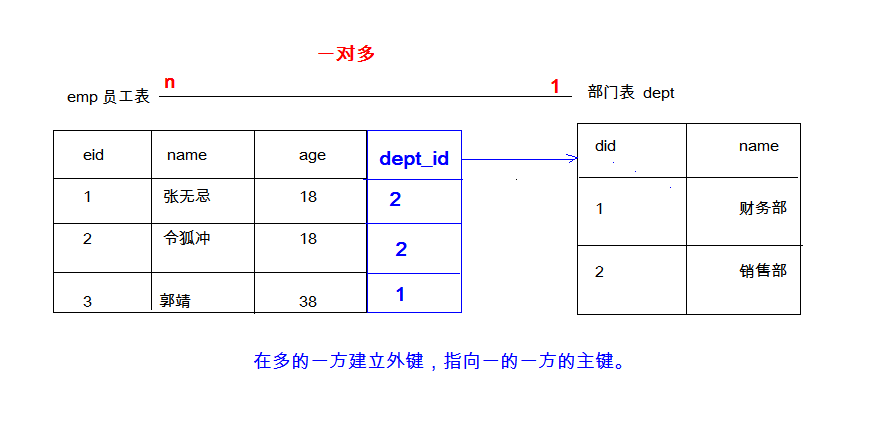 一对多
n 1
emp 员工表 部门表 dept
eid name age dept_id
1 张无忌 18 2
2 令狐冲 18 2
3 郭靖 38 1
did name
1 财务部
2 销售部
在多的一方建立外键，指向一的一方的主键。